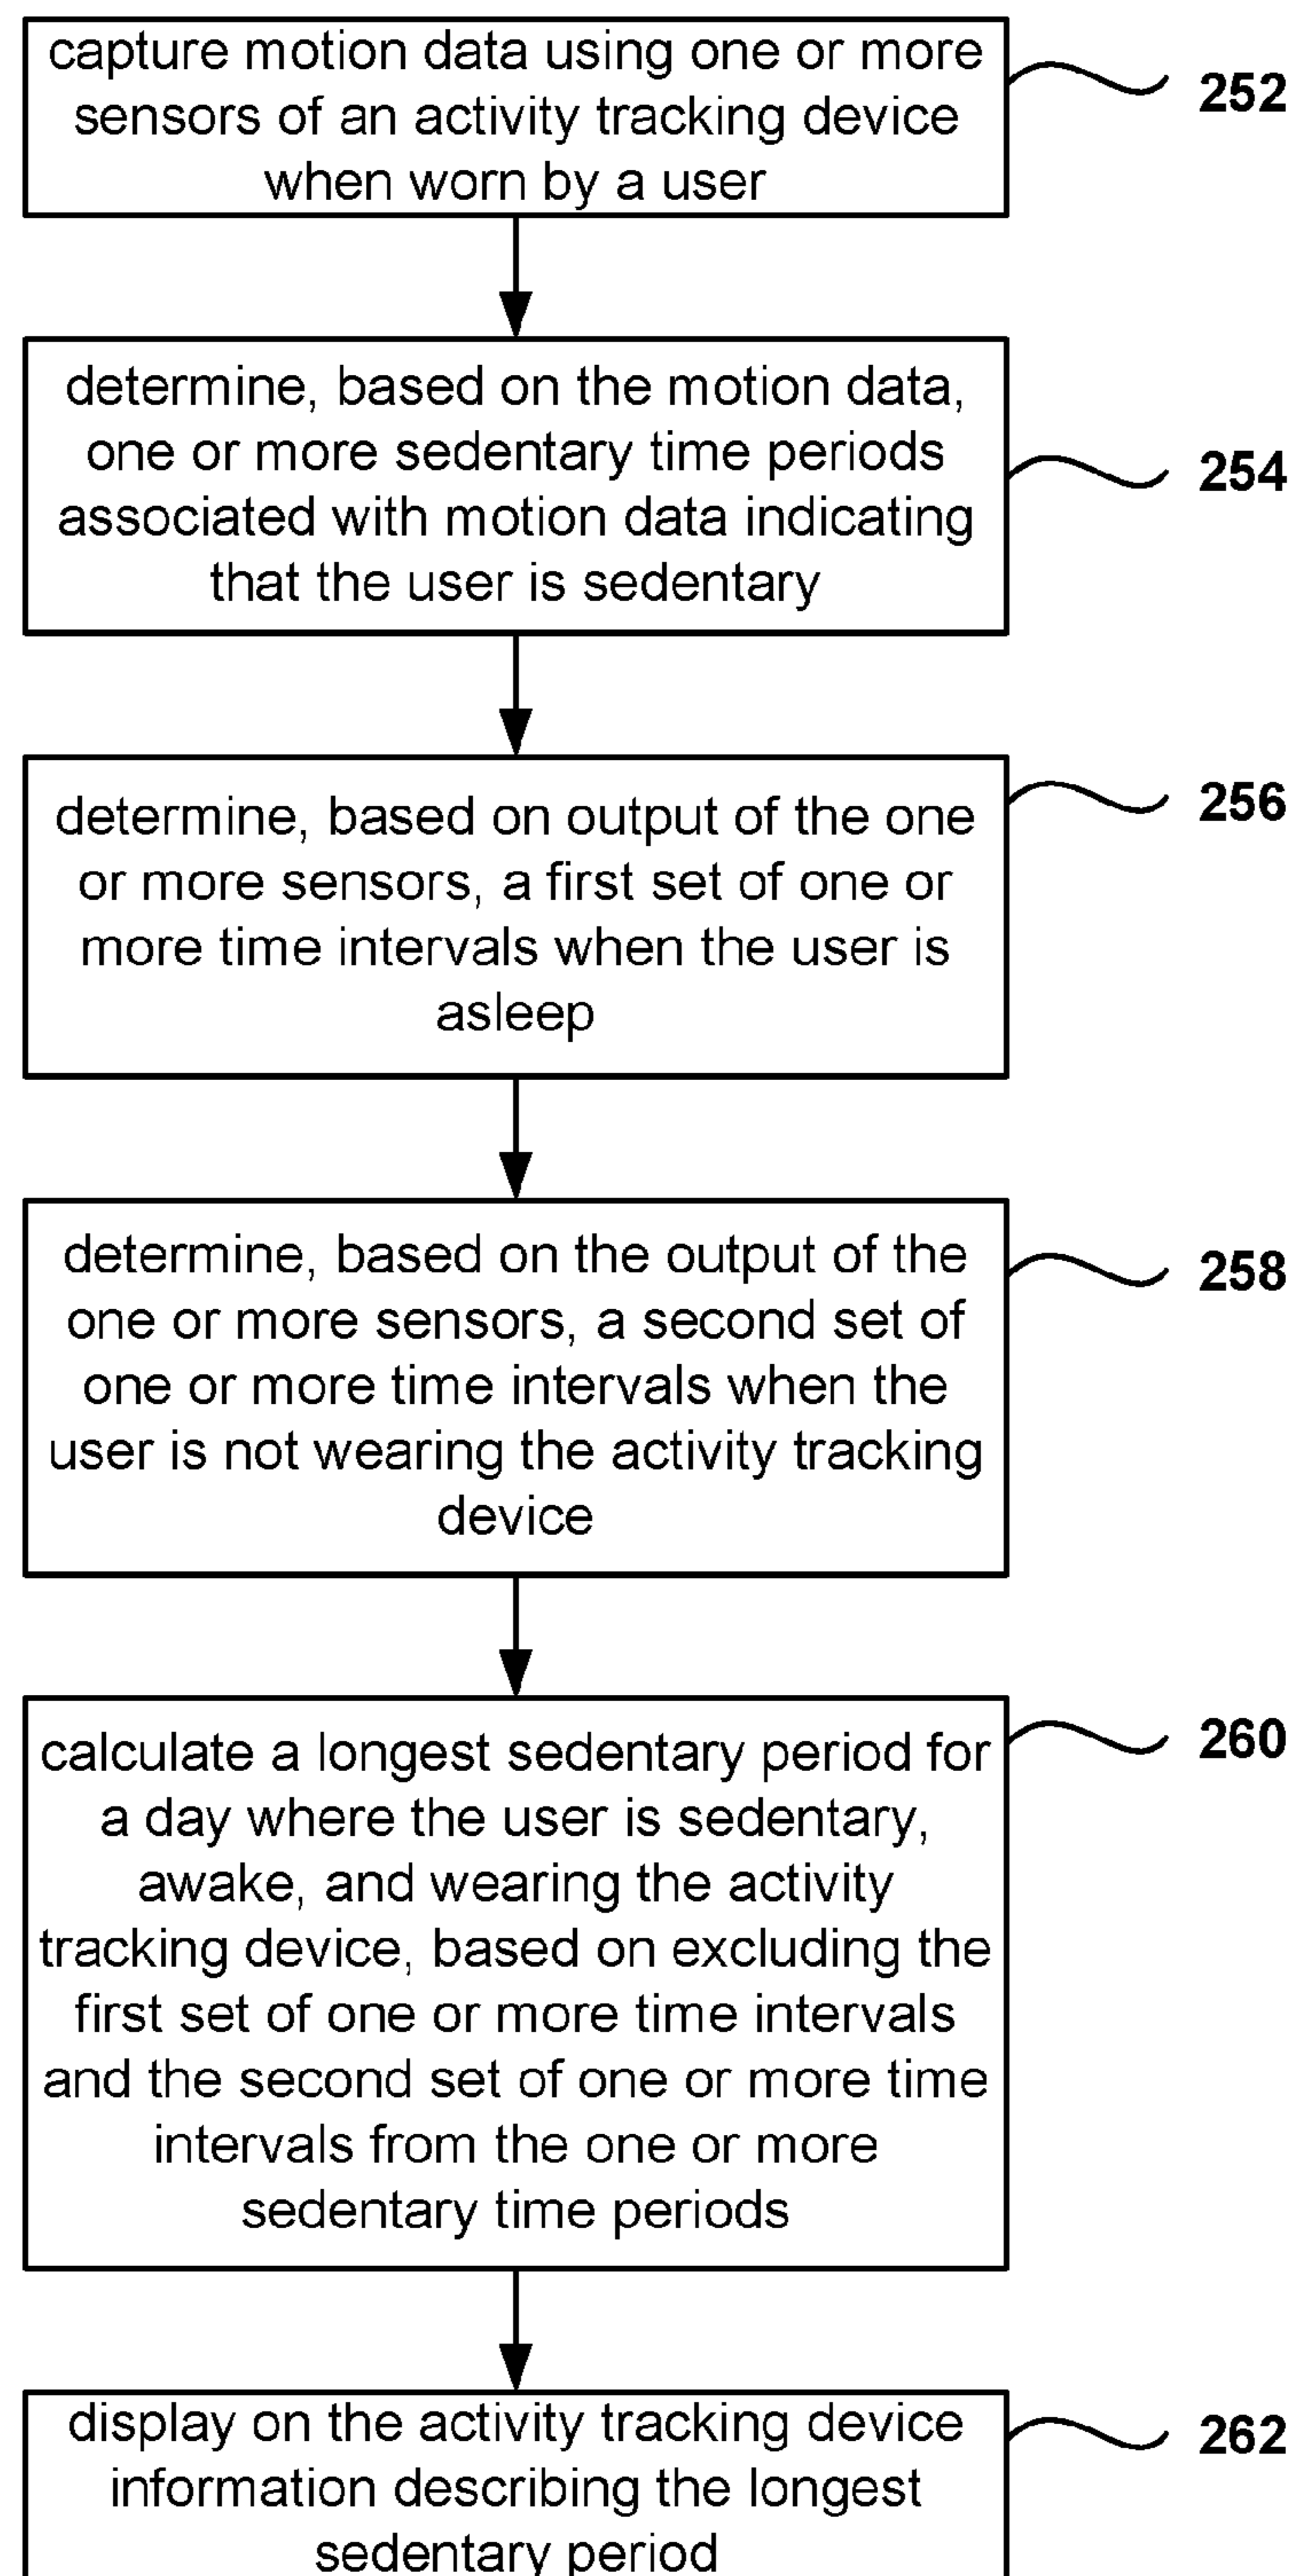 capture motion data using one or more
sensors of an activity tracking device
when worn by a user
252
determine, based on the motion data,
one or more sedentary time periods
associated with motion data indicating
that the user is sedentary
254
determine, based on output of the one
or more sensors, a first set of one or
more time intervals when the user is
asleep
256
determine, based on the output of the
one or more sensors, a second set of
one or more time intervals when the
user is not wearing the activity tracking
device
258
calculate a longest sedentary period for
a day where the user is sedentary,
awake, and wearing the activity
tracking device, based on excluding the
first set of one or more time intervals
and the second set of one or more time
intervals from the one or more
sedentary time periods
260
display on the activity tracking device
information describing the longest
sedentary period
262